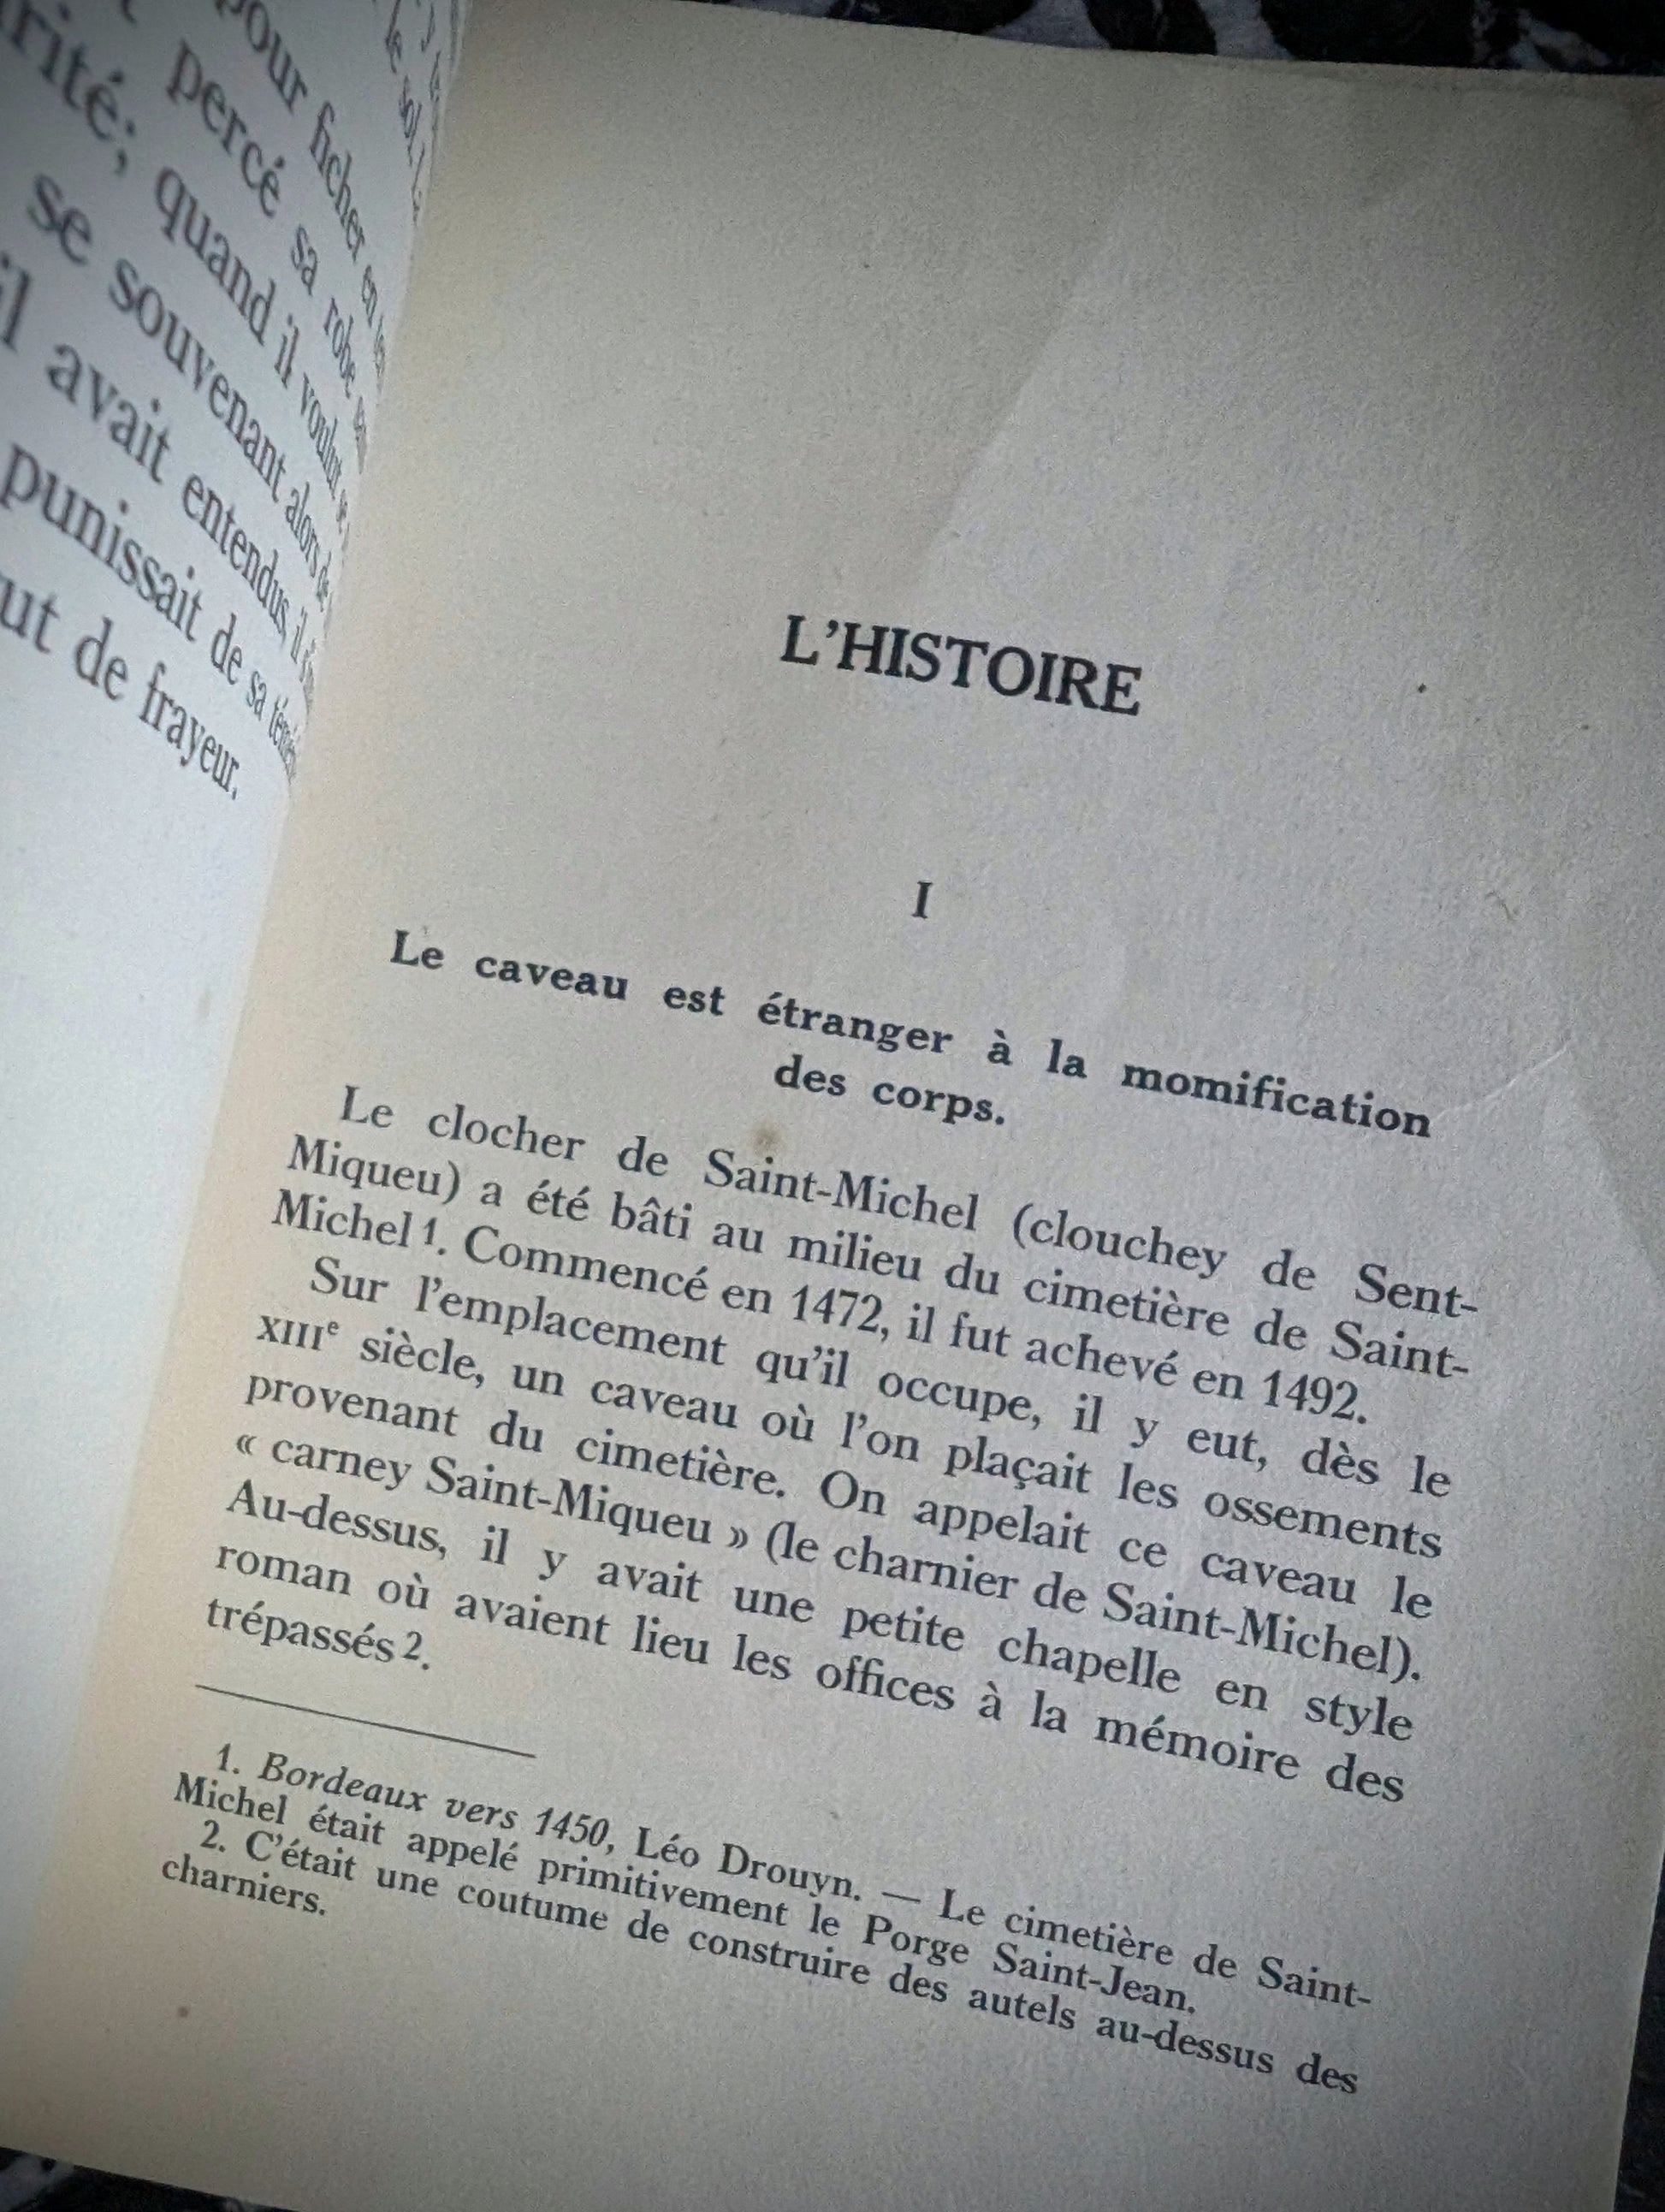 pour ficher en
percé sa robe
rité; quand il voulut se
se souvenant alors de
il avait entendus, il
punissait de sa
ut de frayeur.
le sol,
L'HISTOIRE
I
Le caveau est étranger à la momification
des corps.
Le clocher de Saint-Michel (clouchey de Sent-
Miqueu) a été bâti au milieu du cimetière de Saint-
Michel 1. Commencé en 1472, il fut achevé en 1492.
Sur l'emplacement qu'il occupe, il y eut, dès le
XIIIe siècle, un caveau où l'on plaçait les ossements
provenant du cimetière. On appelait ce caveau le
« carney Saint-Miqueu » (le charnier de Saint-Michel).
Au-dessus, il y avait une petite chapelle en style
roman où avaient lieu les offices à la mémoire des
trépassés 2.
1. Bordeaux vers 1450, Léo Drouyn. — Le cimetière de Saint-
Michel était appelé primitivement le Porge Saint-Jean.
2. C'était une coutume de construire des autels au-dessus des
charniers.